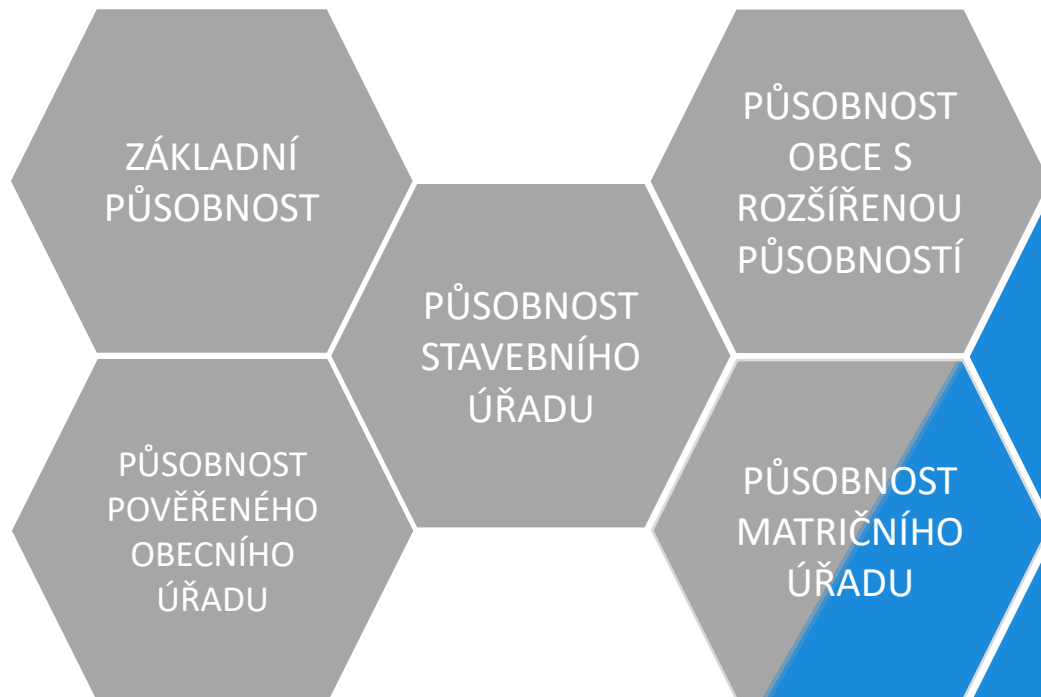 ZÁKLADNÍ
PŮSOBNOST
PŮSOBNOST
OBCE S
ROZŠÍŘENOU
PŮSOBNOSTÍ
PŮSOBNOST
STAVEBNÍHO
ÚŘADU
PŮSOBNOST
POVĚŘENÉHO
OBECNÍHO
ÚŘADU
PŮSOBNOST
MATRIČNÍHO
ÚŘADU